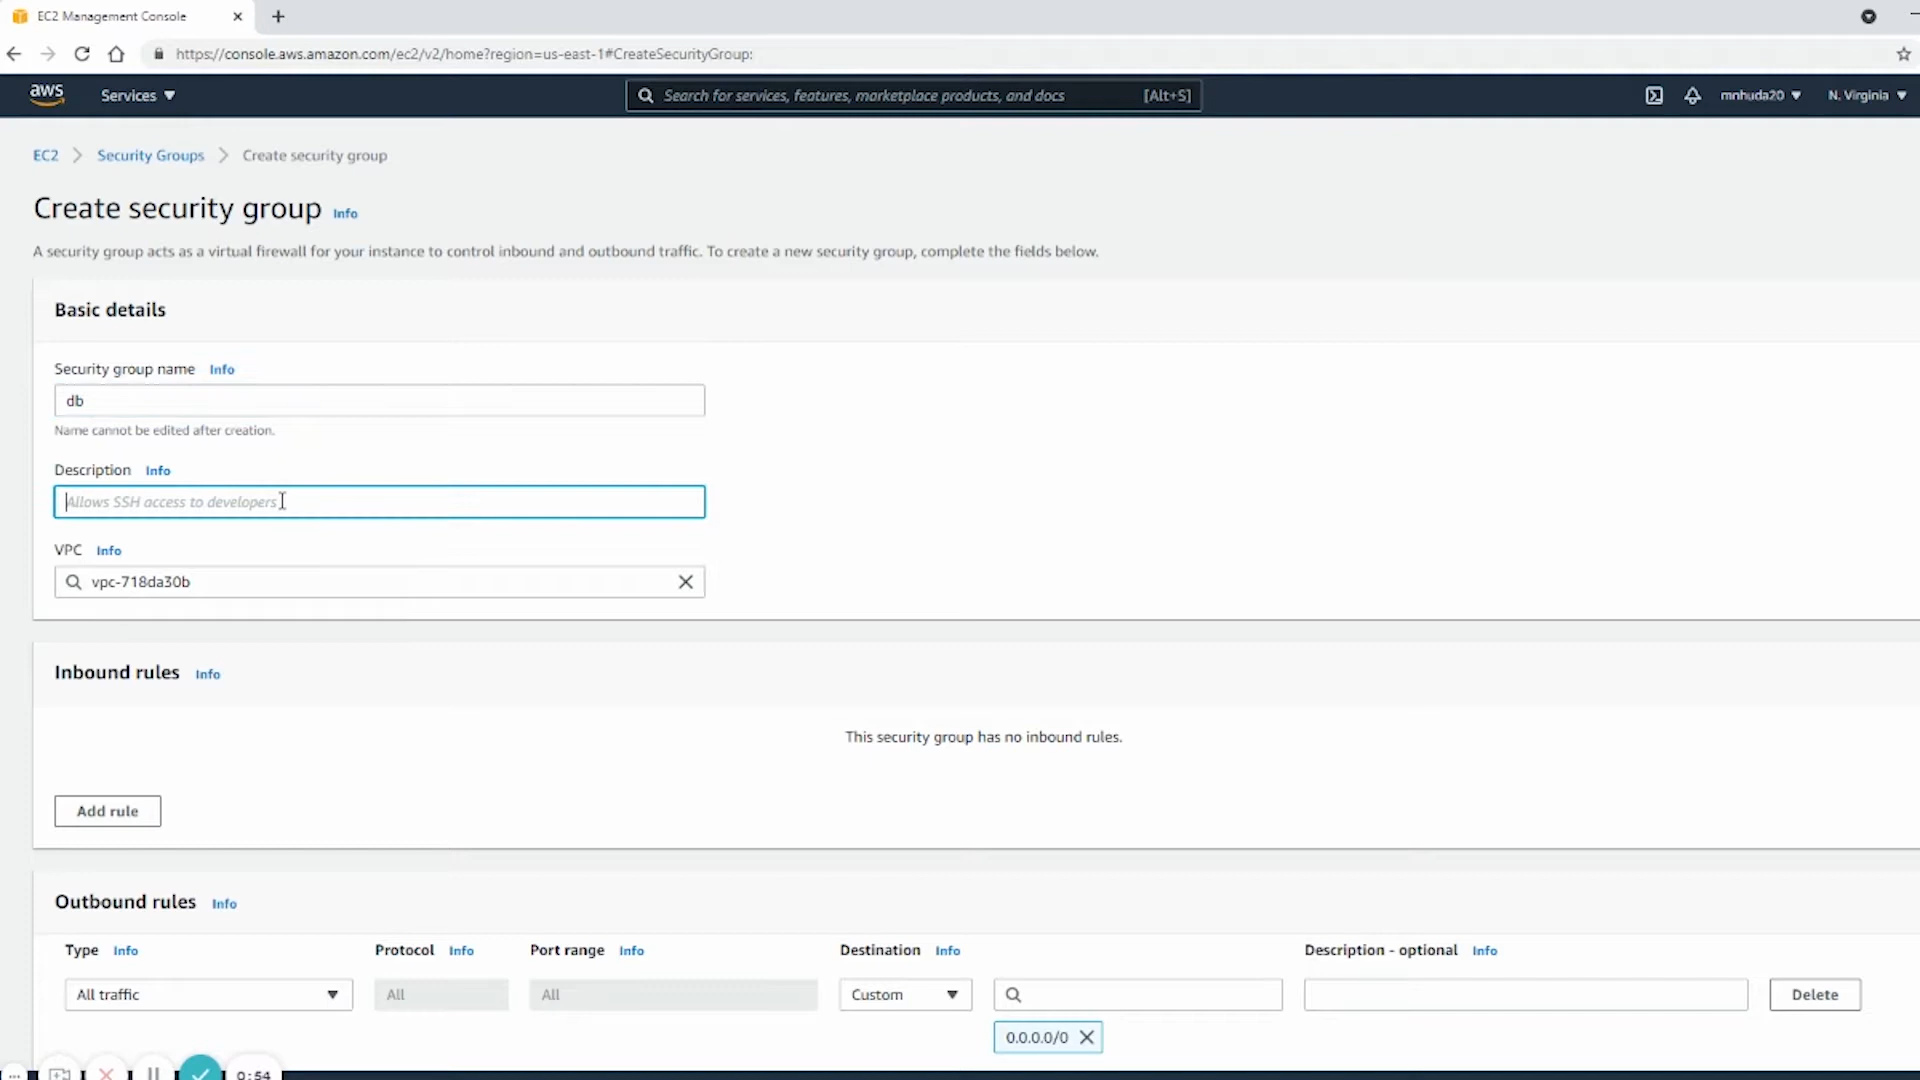 EC2 Management Console
https://console.aws.amazon.com/ec2/v2/home?region=us-east-1#CreateSecurityGroup:
aws Services Search for services, features, marketplace products, and docs [Alt+S] mnhuda20 N. Virginia
EC2 Security Groups Create security group
Create security group Info
A security group acts as a virtual firewall for your instance to control inbound and outbound traffic. To create a new security group, complete the fields below.
Basic details
Security group name Info
db
Name cannot be edited after creation.
Description Info
Allows SSH access to developers
VPC Info
vpc-718da30b
Inbound rules Info
This security group has no inbound rules.
Add rule
Outbound rules Info
Type Info Protocol Info Port range Info Destination Info Description - optional Info
All traffic All All Custom Delete
0.0.0.0/0
0:54